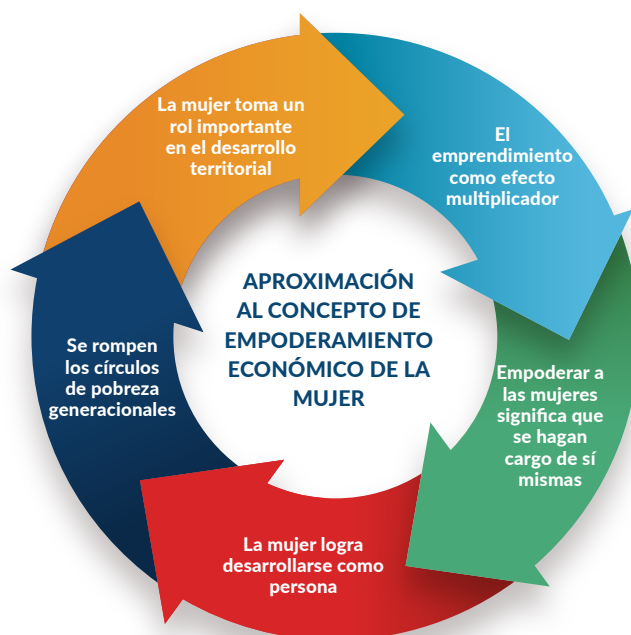 La mujer toma un
rol importante
en el desarrollo
territorial
El
emprendimiento
como efecto
multiplicador
APROXIMACIÓN
AL CONCEPTO DE
EMPODERAMIENTO
ECONÓMICO DE LA
MUJER
Empoderar a
las mujeres
significa que
se hagan
cargo de sí
mismas
La mujer logra
desarrollarse como
persona
Se rompen
los círculos
de pobreza
generacionales